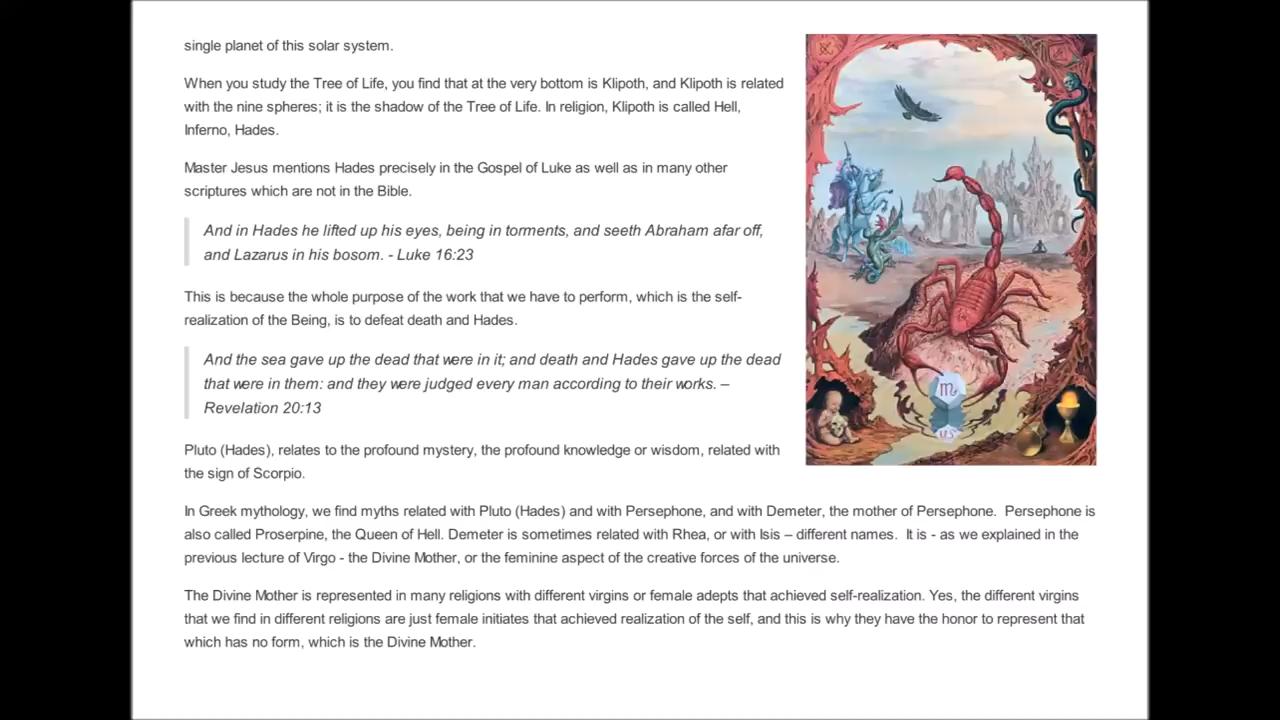 single planet of this solar system.
When you study the Tree of Life, you find that at the very bottom is Klipoth, and Klipoth is related
with the nine spheres; it is the shadow of the Tree of Life. In religion, Klipoth is called Hell,
Inferno, Hades.
Master Jesus mentions Hades precisely in the Gospel of Luke as well as in many other
scriptures which are not in the Bible.
And in Hades he lifted up his eyes, being in torments, and seeth Abraham afar off,
and Lazarus in his bosom. - Luke 16:23
This is because the whole purpose of the work that we have to perform, which is the self-
realization of the Being, is to defeat death and Hades.
And the sea gave up the dead that were in it; and death and Hades gave up the dead
that were in them: and they were judged every man according to their works. –
Revelation 20:13
Pluto (Hades), relates to the profound mystery, the profound knowledge or wisdom, related with
the sign of Scorpio.
In Greek mythology, we find myths related with Pluto (Hades) and with Persephone, and with Demeter, the mother of Persephone.  Persephone is
also called Proserpine, the Queen of Hell. Demeter is sometimes related with Rhea, or with Isis – different names.  It is - as we explained in the
previous lecture of Virgo - the Divine Mother, or the feminine aspect of the creative forces of the universe.
The Divine Mother is represented in many religions with different virgins or female adepts that achieved self-realization. Yes, the different virgins
that we find in different religions are just female initiates that achieved realization of the self, and this is why they have the honor to represent that
which has no form, which is the Divine Mother.